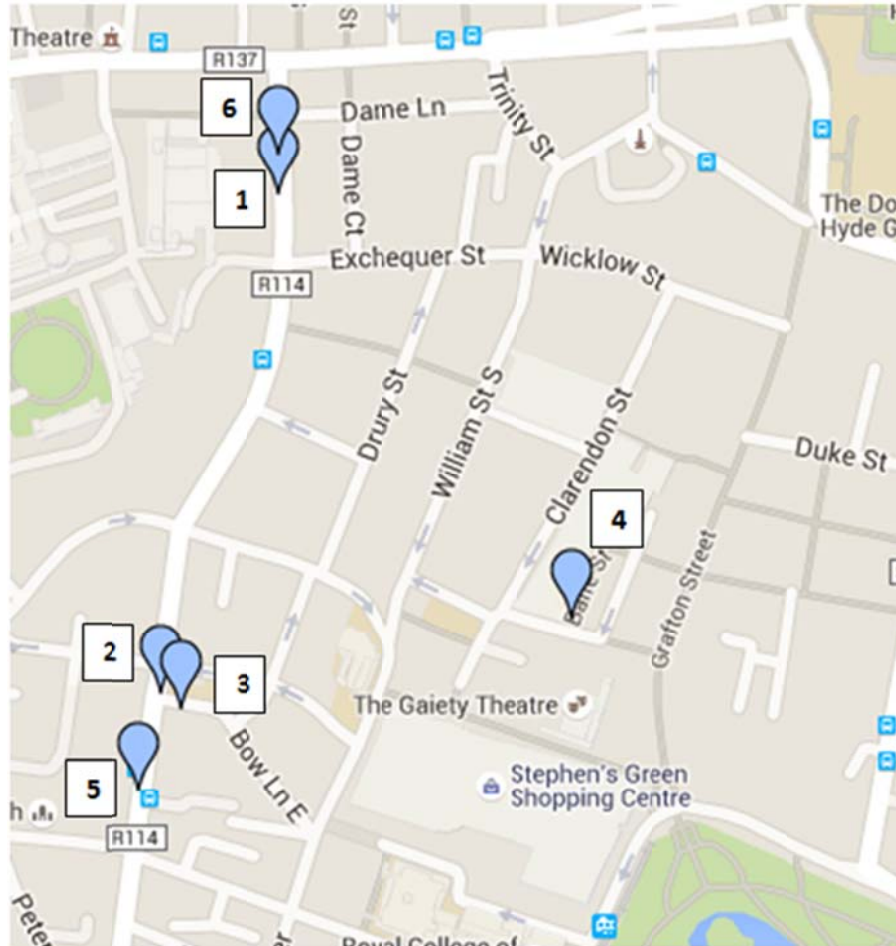 St
Theatre
R137
6
Dame Ln
Trinity St
1
Dame Ct
The Do
Hyde G
Exchequer St
Wicklow St
R114
Drury St
William St S
Clarendon St
Duke St
4
Balfe St
Grafton Street
2
3
The Gaiety Theatre
Bow Ln E
5
Stephen's Green
Shopping Centre
h
R114
Peter
Royal College of